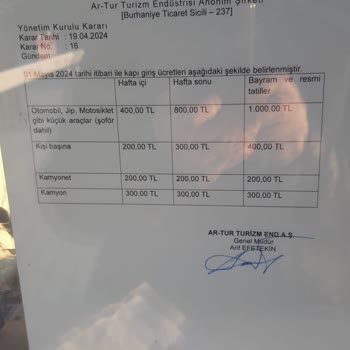 Ar-Tur Turizm Endüstrisi Anonim Şirketi
[Burhaniye Ticaret Sicili – 237]
Yönetim Kurulu Kararı
Karar Tarihi : 19.04.2024
Karar No. : 16
Gündem :
01 Mayıs 2024 tarihi itibari ile kapı giriş ücretleri aşağıdaki şekilde belirlenmiştir.
Hafta içi Hafta sonu Bayram ve resmi tatiller
Otomobil, Jip, Motosiklet gibi küçük araçlar (şoför dahil) 400,00 TL 800,00 TL 1.000,00 TL
Kişi başına 200,00 TL 300,00 TL 400,00 TL
Kamyonet 200,00 TL 200,00 TL 200,00 TL
Kamyon 300,00 TL 300,00 TL 300,00 TL
AR-TUR TURİZM END.A.Ş.
Genel Müdür
Arif EFETEKİN